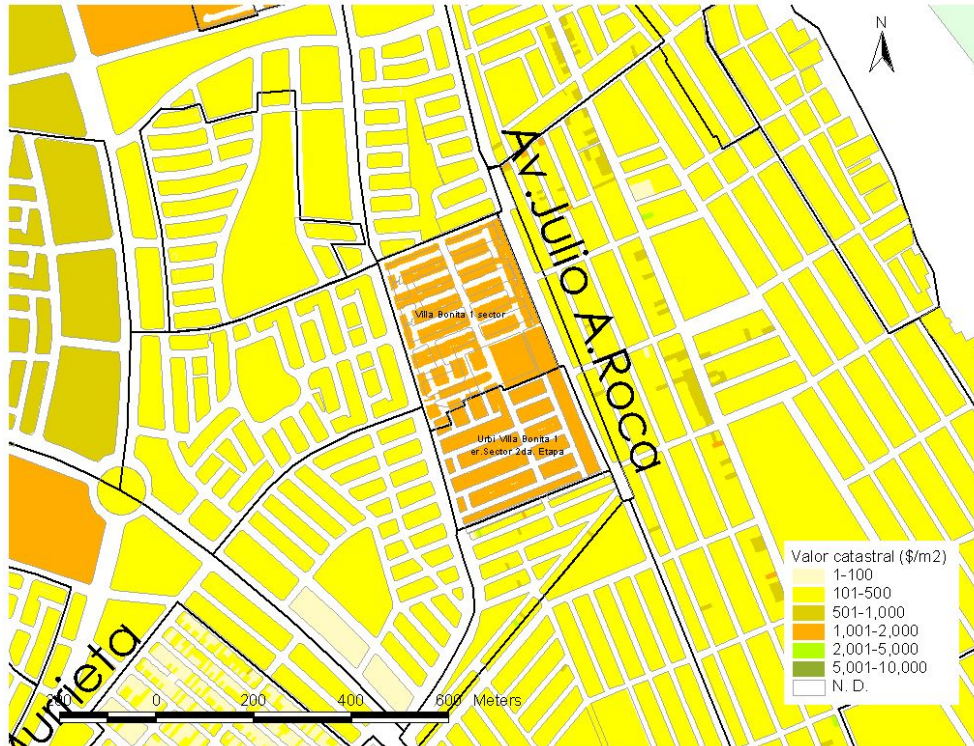 N
Av.Julio A.Roca
Villa Bonita 1 sector
Urbi Villa Bonita 1
er.Sector 2da. Etapa
Valor catastral ($/m2)
1-100
101-500
501-1,000
1,001-2,000
2,001-5,000
5,001-10,000
N. D.
urrieta
200 0 200 400 600 Meters